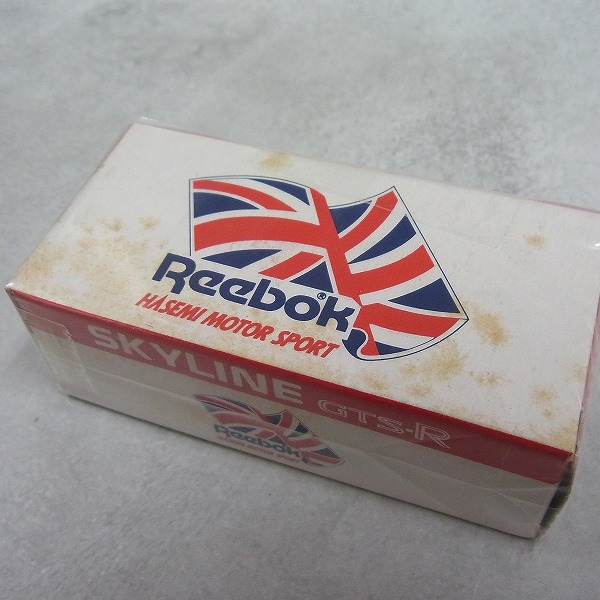 Reebok
HASEMI MOTOR SPORT
SKYLINE GTS-R
Reebok
HASEMI MOTOR SPORT